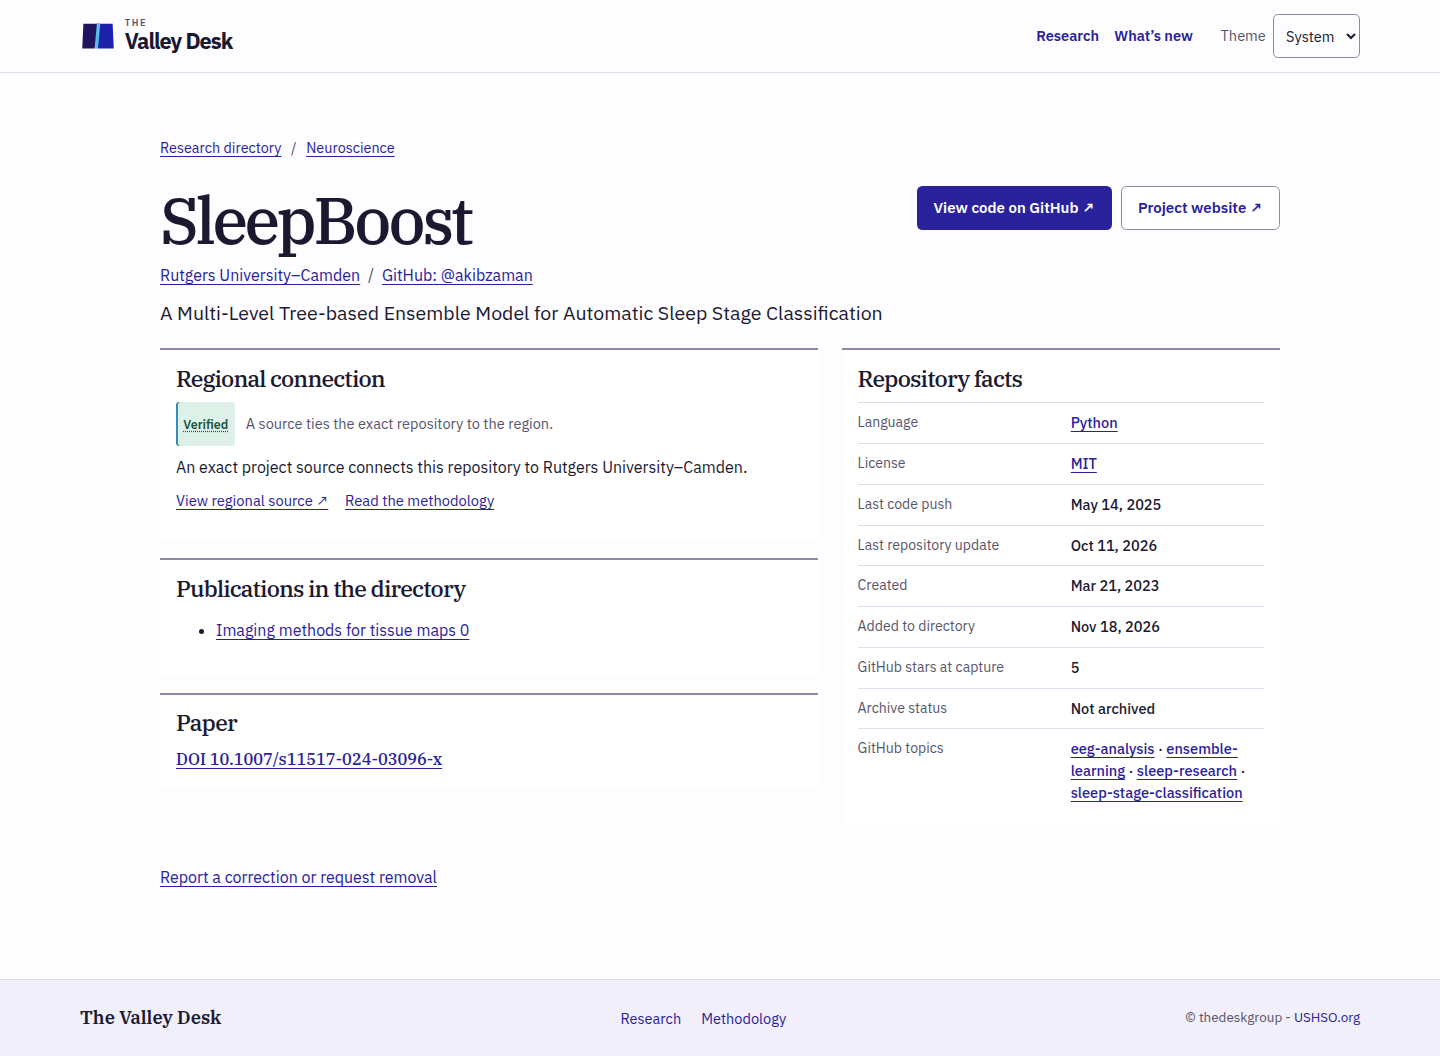 THE
Valley Desk
Research What’s new Theme System
Research directory / Neuroscience
SleepBoost
View code on GitHub ↗ Project website ↗
Rutgers University–Camden / GitHub: @akibzaman
A Multi-Level Tree-based Ensemble Model for Automatic Sleep Stage Classification
Regional connection
Verified A source ties the exact repository to the region.
An exact project source connects this repository to Rutgers University–Camden.
View regional source ↗ Read the methodology
Publications in the directory
• Imaging methods for tissue maps 0
Paper
DOI 10.1007/s11517-024-03096-x
Repository facts
Language Python
License MIT
Last code push May 14, 2025
Last repository update Oct 11, 2026
Created Mar 21, 2023
Added to directory Nov 18, 2026
GitHub stars at capture 5
Archive status Not archived
GitHub topics eeg-analysis · ensemble-
learning · sleep-research ·
sleep-stage-classification
Report a correction or request removal
The Valley Desk
Research Methodology
© thedeskgroup - USHSO.org